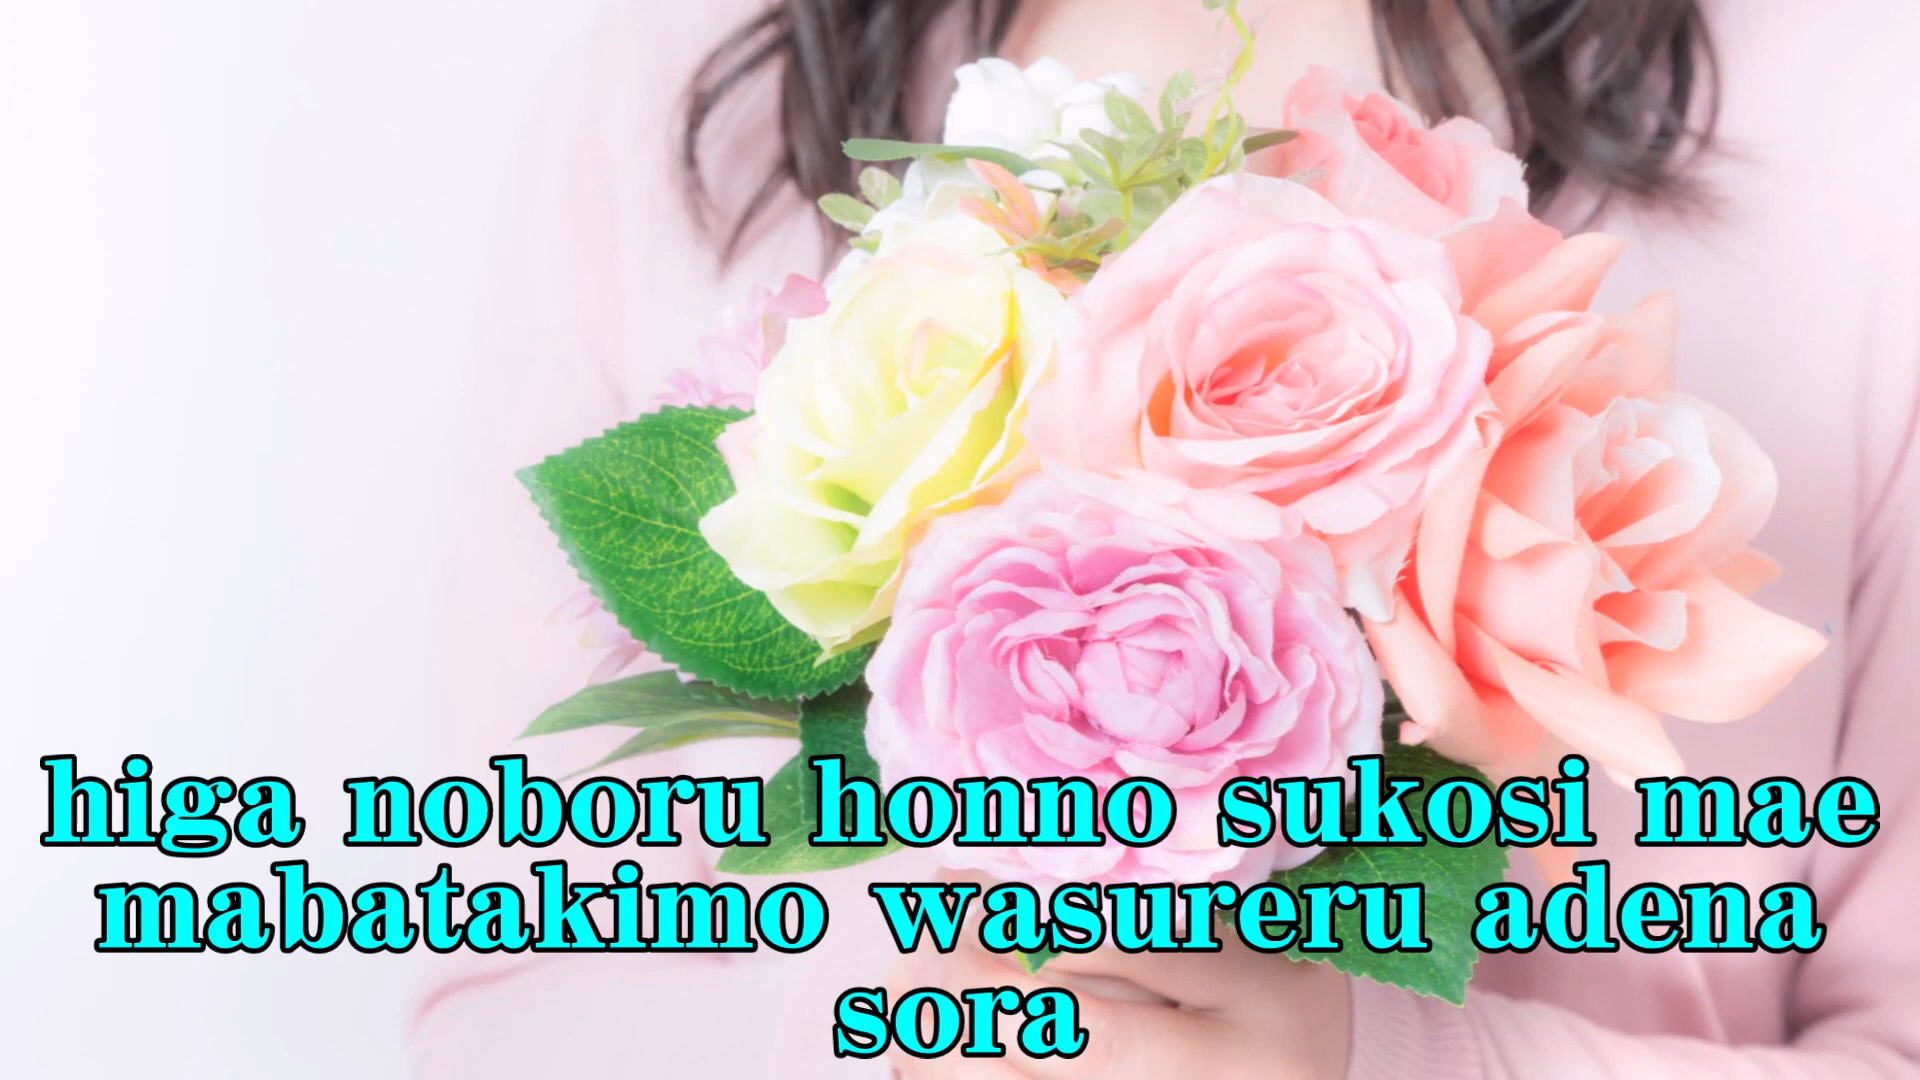 higa noboru honno sukosi mae
mabatakimo wasureru adena
sora